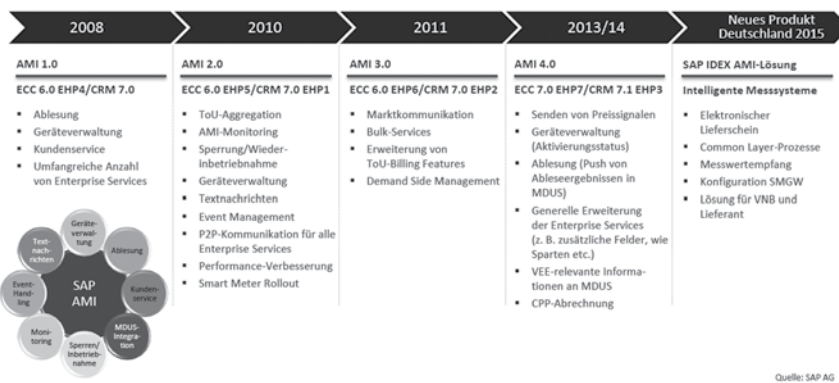 2008
2010
2011
2013/14
Neues Produkt
Deutschland 2015
AMI 1.0
ECC 6.0 EHP4/CRM 7.0
Ablesung
Geräteverwaltung
Kundenservice
Umfangreiche Anzahl
von Enterprise Services
AMI 2.0
ECC 6.0 EHP5/CRM 7.0 EHP1
ToU-Aggregation
AMI-Monitoring
Sperrung/Wieder-
inbetriebnahme
Geräteverwaltung
Textnachrichten
Event Management
P2P-Kommunikation für alle
Enterprise Services
Performance-Verbesserung
Smart Meter Rollout
AMI 3.0
ECC 6.0 EHP6/CRM 7.0 EHP2
Marktkommunikation
Bulk-Services
Erweiterung von
ToU-Billing Features
Demand Side Management
AMI 4.0
ECC 7.0 EHP7/CRM 7.1 EHP3
Senden von Preissignalen
Geräteverwaltung
(Aktivierungsstatus)
Ablesung (Push von
Ableseergebnissen in
MDUS)
Generelle Erweiterung
der Enterprise Services
(z. B. zusätzliche Felder, wie
Sparten etc.)
VEE-relevante Informa-
tionen an MDUS
CPP-Abrechnung
SAP IDEX AMI-Lösung
Intelligente Messsysteme
Elektronischer
Lieferschein
Common Layer-Prozesse
Messwertempfang
Konfiguration SMGW
Lösung für VNB und
Lieferant
SAP
AMI
Geräte-
verwal-
tung
Ablesung
Kunden-
service
MDUS-
Integra-
tion
Sperren/
Inbetrieb-
nahme
Moni-
toring
Event-
Hand-
ling
Text-
nach-
richten
Quelle: SAP AG